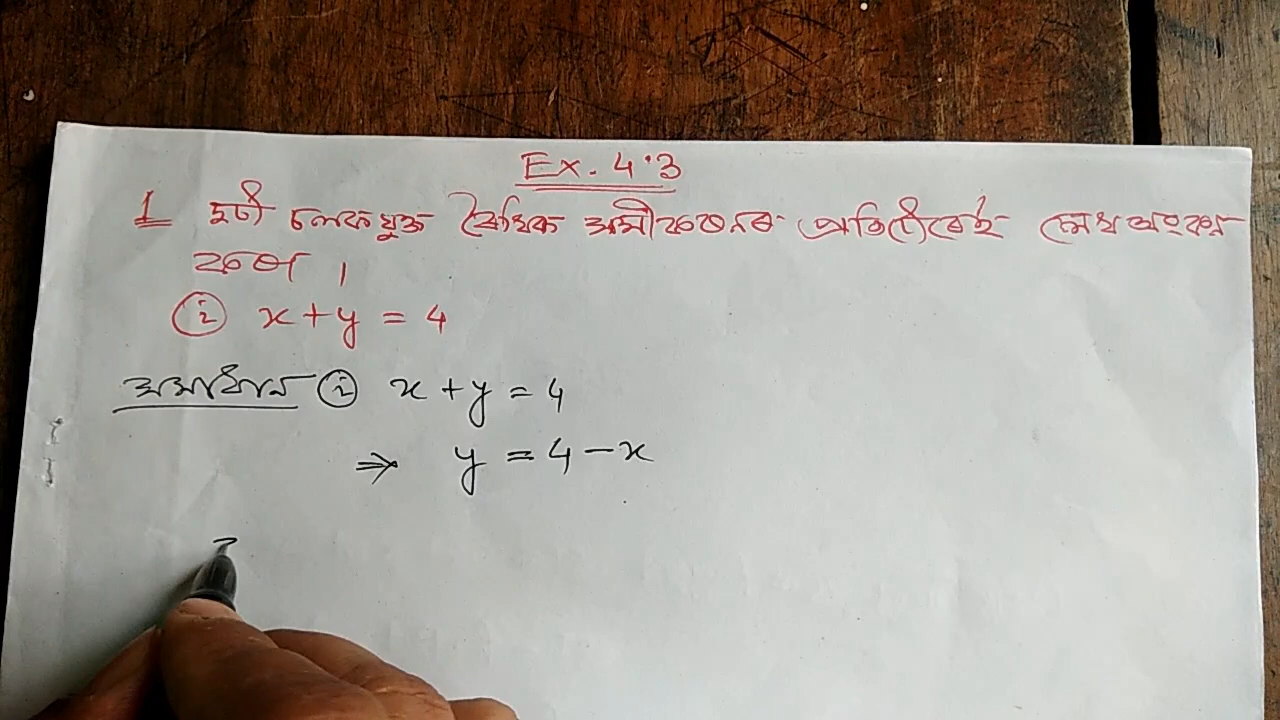 Ex. 4.3
1 দুটা চলকযুক্ত ৰৈখিক সমীকৰণৰ প্ৰতিটোৰেই লেখ অংকন
কৰা ।
(i) x + y = 4
সমাধান (i) x + y = 4
⇒ y = 4 − x